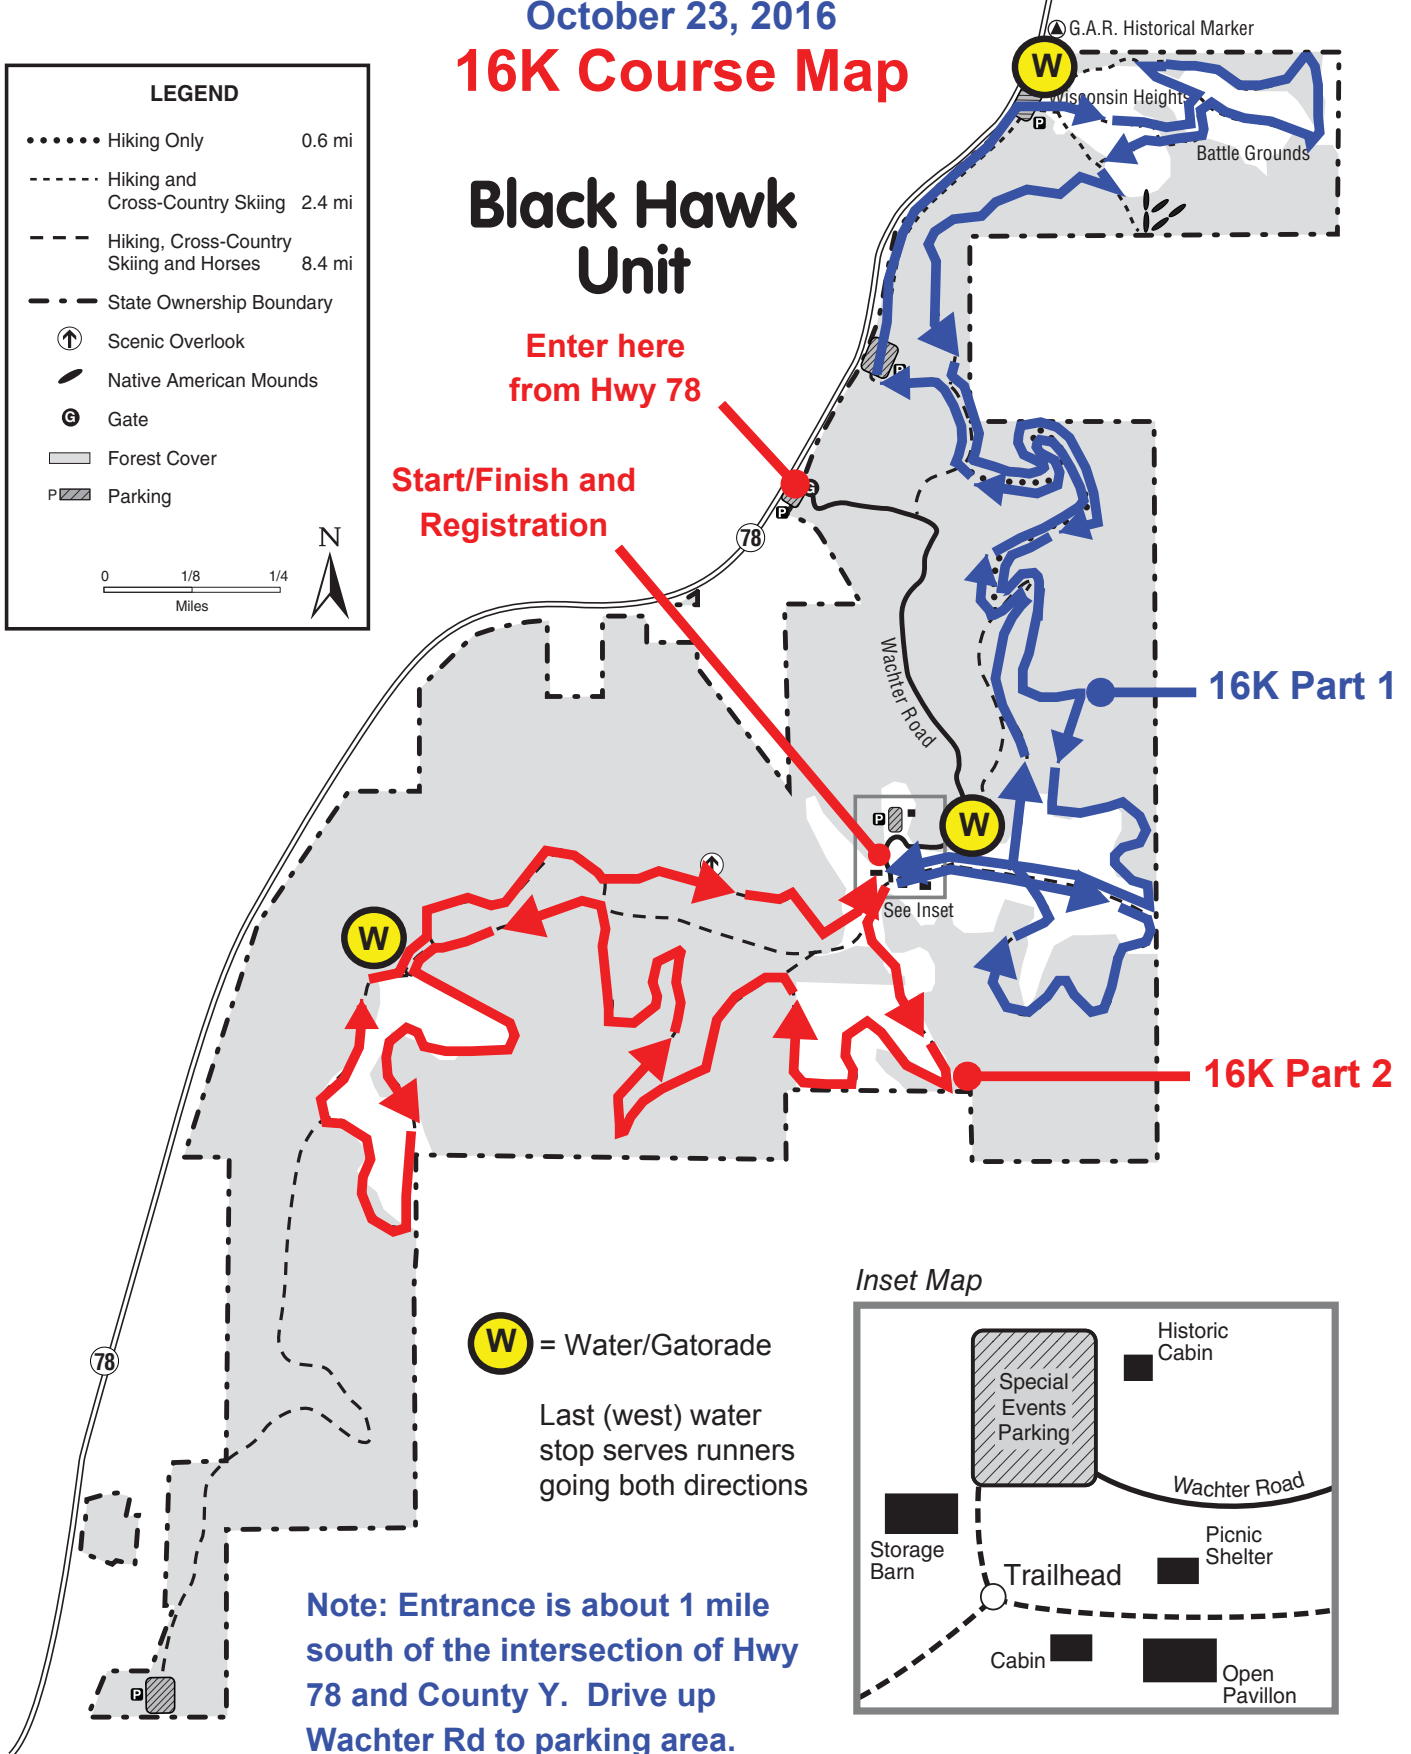 October 23, 2016
16K Course Map
G.A.R. Historical Marker
W
Wisconsin Heights
P
Battle Grounds
LEGEND
Hiking Only 0.6 mi
Hiking and
Cross-Country Skiing 2.4 mi
Hiking, Cross-Country
Skiing and Horses 8.4 mi
State Ownership Boundary
Scenic Overlook
Native American Mounds
G Gate
Forest Cover
P Parking
N
0 1/8 1/4
Miles
Black Hawk
Unit
Enter here
from Hwy 78
P
Start/Finish and
Registration
G
P
78
Wachter Road
16K Part 1
P
W
See Inset
W
16K Part 2
78
W = Water/Gatorade
Last (west) water
stop serves runners
going both directions
P
Note: Entrance is about 1 mile
south of the intersection of Hwy
78 and County Y. Drive up
Wachter Rd to parking area.
Inset Map
Historic
Cabin
Special
Events
Parking
Wachter Road
Storage
Barn
Picnic
Shelter
Trailhead
Cabin
Open
Pavillon